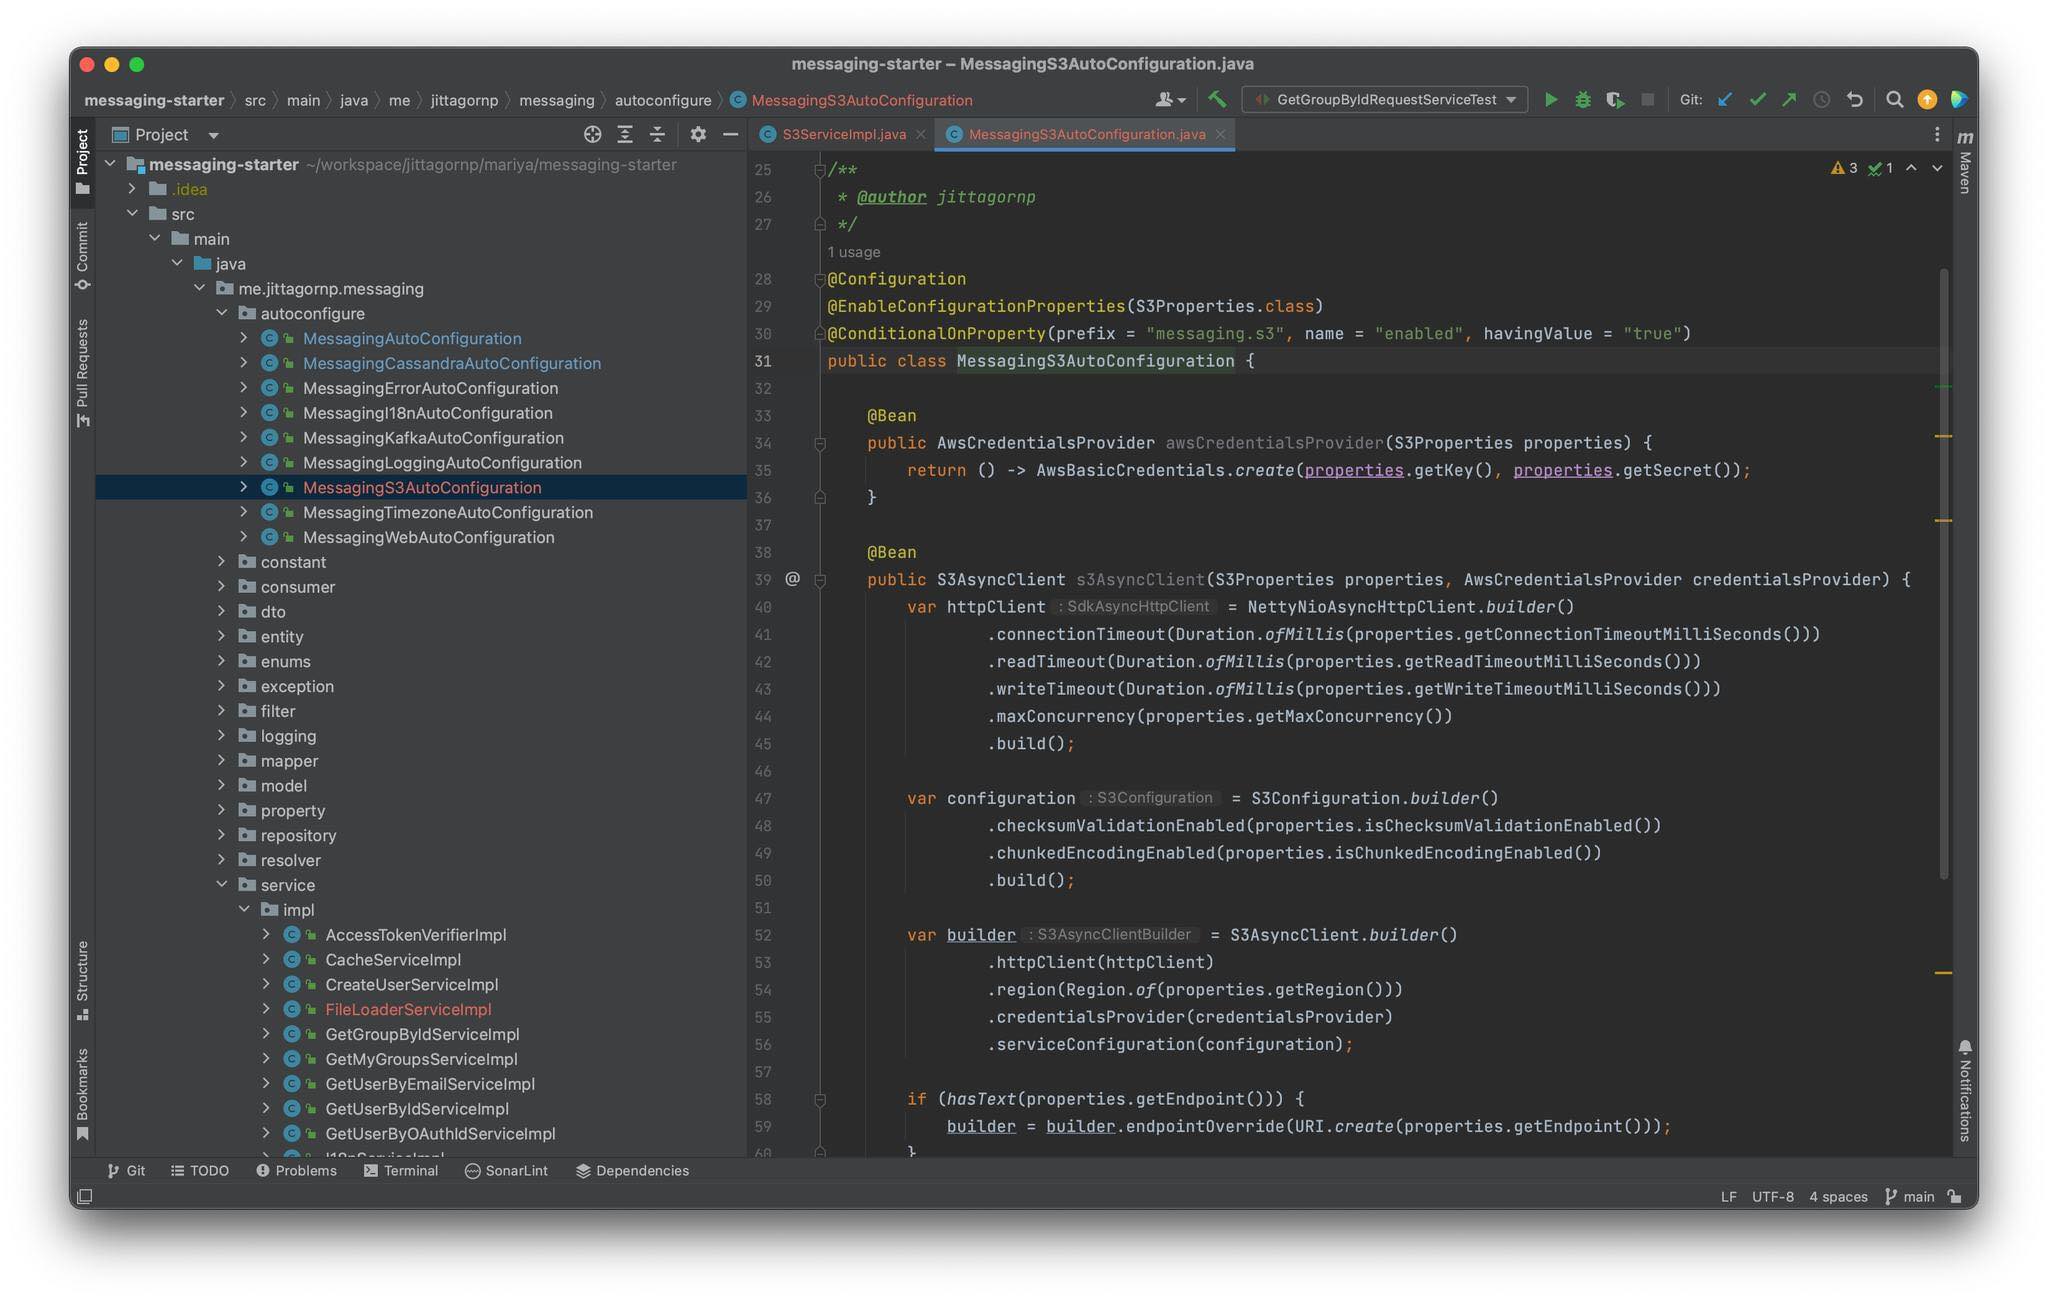 messaging-starter – MessagingS3AutoConfiguration.java
messaging-starter src main java me jittagornp messaging autoconfigure MessagingS3AutoConfiguration
GetGroupByIdRequestServiceTest
Git:
Project
S3ServiceImpl.java
MessagingS3AutoConfiguration.java
Project
Commit
Pull Requests
Structure
Bookmarks
messaging-starter ~/workspace/jittagornp/mariya/messaging-starter
.idea
src
main
java
me.jittagornp.messaging
autoconfigure
MessagingAutoConfiguration
MessagingCassandraAutoConfiguration
MessagingErrorAutoConfiguration
MessagingI18nAutoConfiguration
MessagingKafkaAutoConfiguration
MessagingLoggingAutoConfiguration
MessagingS3AutoConfiguration
MessagingTimezoneAutoConfiguration
MessagingWebAutoConfiguration
constant
consumer
dto
entity
enums
exception
filter
logging
mapper
model
property
repository
resolver
service
impl
AccessTokenVerifierImpl
CacheServiceImpl
CreateUserServiceImpl
FileLoaderServiceImpl
GetGroupByIdServiceImpl
GetMyGroupsServiceImpl
GetUserByEmailServiceImpl
GetUserByIdServiceImpl
GetUserByOAuthIdServiceImpl
I18nServiceImpl
3 1
25 /**
26 * @author jittagornp
27 */
1 usage
28 @Configuration
29 @EnableConfigurationProperties(S3Properties.class)
30 @ConditionalOnProperty(prefix = "messaging.s3", name = "enabled", havingValue = "true")
31 public class MessagingS3AutoConfiguration {
32
33 @Bean
34 public AwsCredentialsProvider awsCredentialsProvider(S3Properties properties) {
35 return () -> AwsBasicCredentials.create(properties.getKey(), properties.getSecret());
36 }
37
38 @Bean
39 @ public S3AsyncClient s3AsyncClient(S3Properties properties, AwsCredentialsProvider credentialsProvider) {
40 var httpClient : SdkAsyncHttpClient = NettyNioAsyncHttpClient.builder()
41 .connectionTimeout(Duration.ofMillis(properties.getConnectionTimeoutMilliSeconds()))
42 .readTimeout(Duration.ofMillis(properties.getReadTimeoutMilliSeconds()))
43 .writeTimeout(Duration.ofMillis(properties.getWriteTimeoutMilliSeconds()))
44 .maxConcurrency(properties.getMaxConcurrency())
45 .build();
46
47 var configuration : S3Configuration = S3Configuration.builder()
48 .checksumValidationEnabled(properties.isChecksumValidationEnabled())
49 .chunkedEncodingEnabled(properties.isChunkedEncodingEnabled())
50 .build();
51
52 var builder : S3AsyncClientBuilder = S3AsyncClient.builder()
53 .httpClient(httpClient)
54 .region(Region.of(properties.getRegion()))
55 .credentialsProvider(credentialsProvider)
56 .serviceConfiguration(configuration);
57
58 if (hasText(properties.getEndpoint())) {
59 builder = builder.endpointOverride(URI.create(properties.getEndpoint()));
60 }
m
Maven
Notifications
Git TODO Problems Terminal SonarLint Dependencies
LF UTF-8 4 spaces main